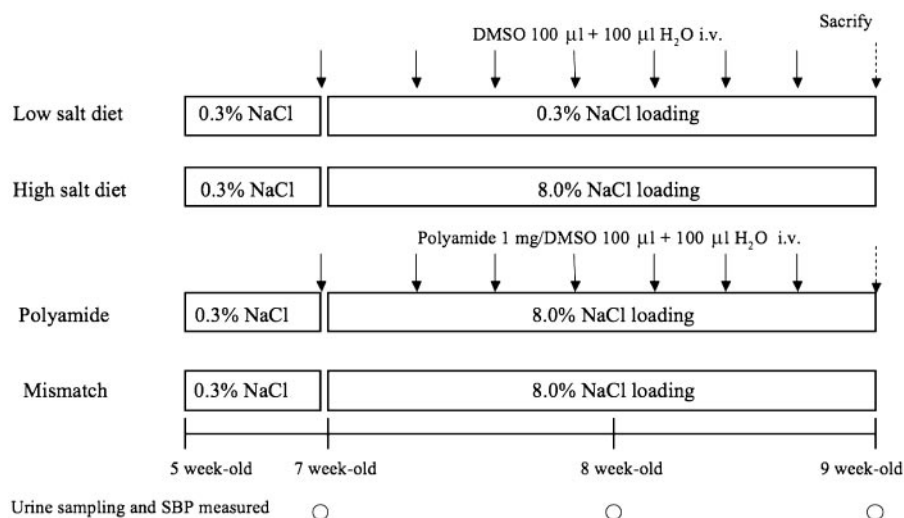 Sacrify
DMSO 100 μl + 100 μl H₂O i.v.
Low salt diet 0.3% NaCl 0.3% NaCl loading
High salt diet 0.3% NaCl 8.0% NaCl loading
Polyamide 1 mg/DMSO 100 μl + 100 μl H₂O i.v.
Polyamide 0.3% NaCl 8.0% NaCl loading
Mismatch 0.3% NaCl 8.0% NaCl loading
5 week-old 7 week-old 8 week-old 9 week-old
Urine sampling and SBP measured